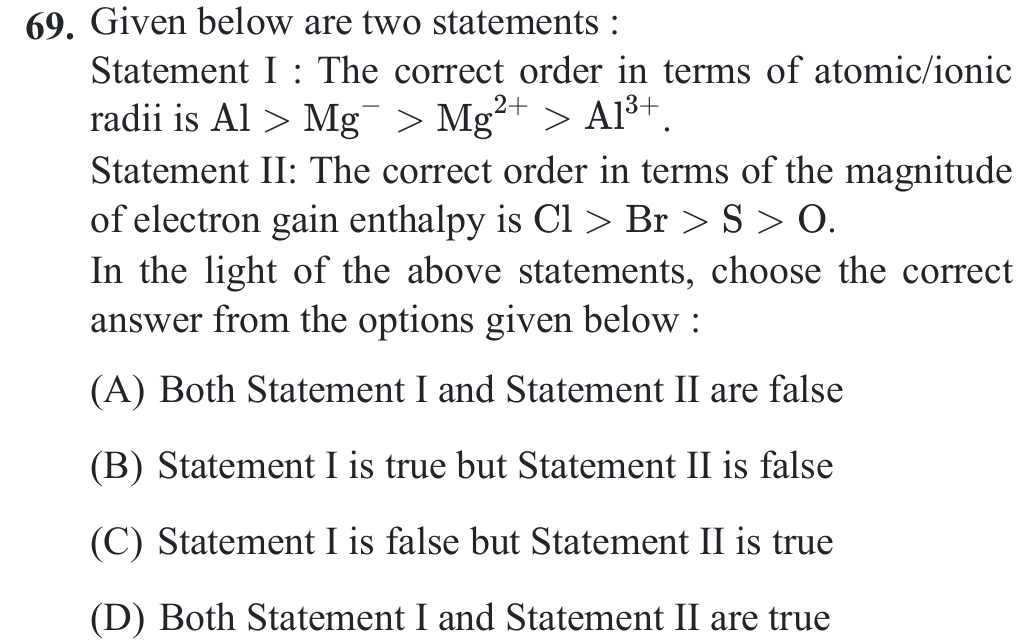 69. Given below are two statements :
Statement I : The correct order in terms of atomic/ionic
radii is Al > Mg⁻ > Mg²⁺ > Al³⁺.
Statement II: The correct order in terms of the magnitude
of electron gain enthalpy is Cl > Br > S > O.
In the light of the above statements, choose the correct
answer from the options given below :
(A) Both Statement I and Statement II are false
(B) Statement I is true but Statement II is false
(C) Statement I is false but Statement II is true
(D) Both Statement I and Statement II are true